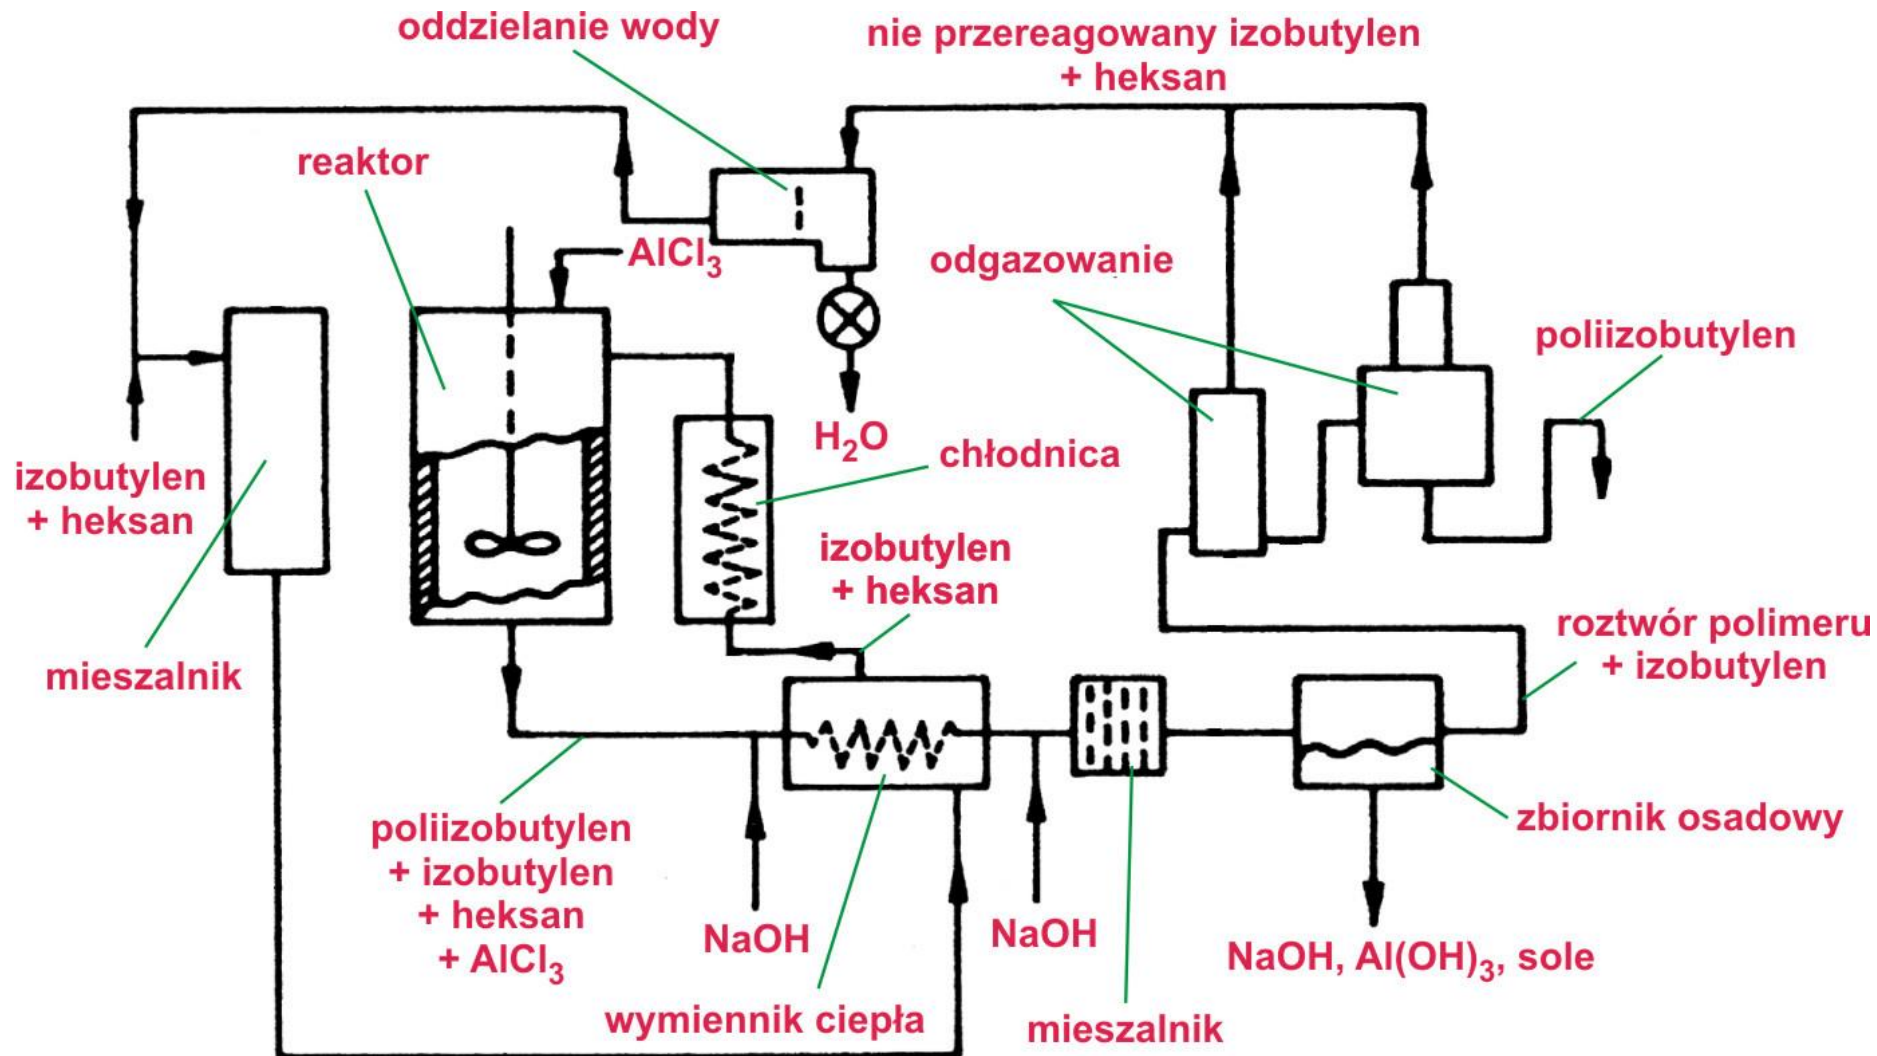 oddzielanie wody
nie przereagowany izobutylen
+ heksan
reaktor
AlCl₃
odgazowanie
poliizobutylen
H₂O
chłodnica
izobutylen
+ heksan
izobutylen
+ heksan
mieszalnik
roztwór polimeru
+ izobutylen
zbiornik osadowy
poliizobutylen
+ izobutylen
+ heksan
+ AlCl₃
NaOH
NaOH
NaOH, Al(OH)₃, sole
wymiennik ciepła
mieszalnik